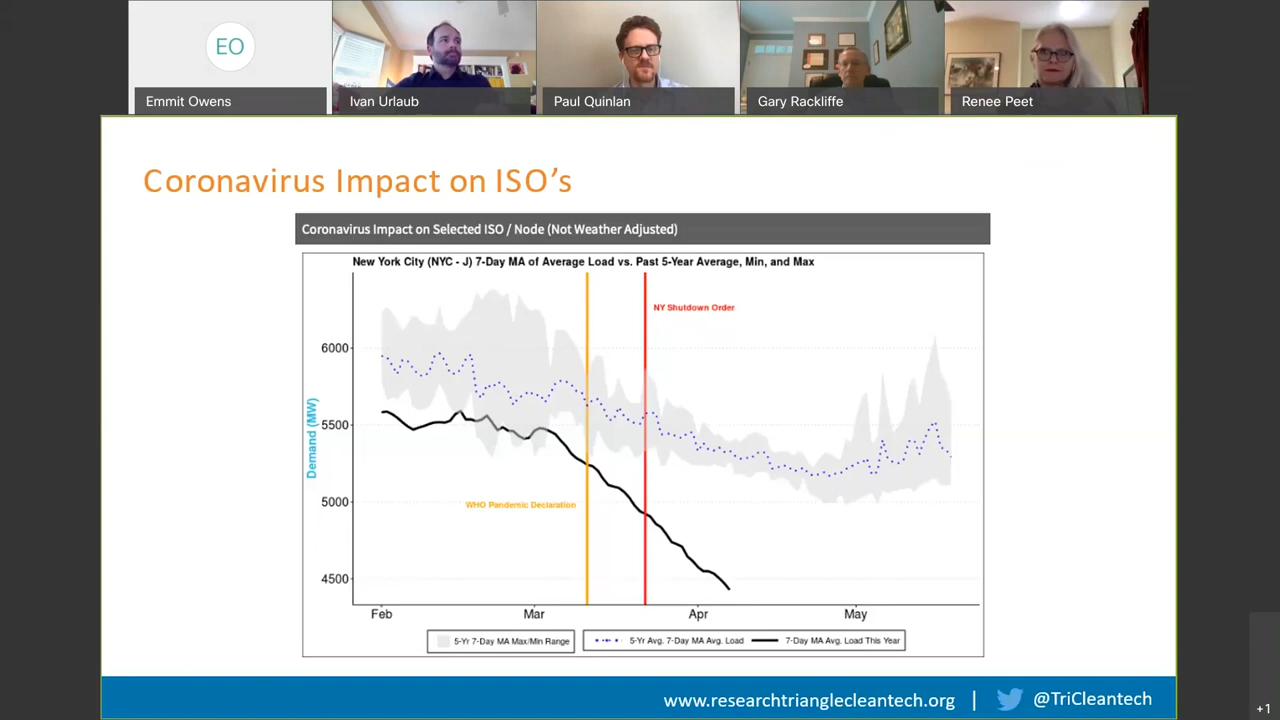 EO
Emmit Owens
Ivan Urlaub
Paul Quinlan
Gary Rackliffe
Renee Peet
Coronavirus Impact on ISO’s
Coronavirus Impact on Selected ISO / Node (Not Weather Adjusted)
New York City (NYC - J) 7-Day MA of Average Load vs. Past 5-Year Average, Min, and Max
NY Shutdown Order
6000
5500
5000
4500
Demand (MW)
WHO Pandemic Declaration
Feb
Mar
Apr
May
5-Yr 7-Day MA Max/Min Range
5-Yr Avg. 7-Day MA Avg. Load
7-Day MA Avg. Load This Year
www.researchtrianglecleantech.org | @TriCleantech
+1